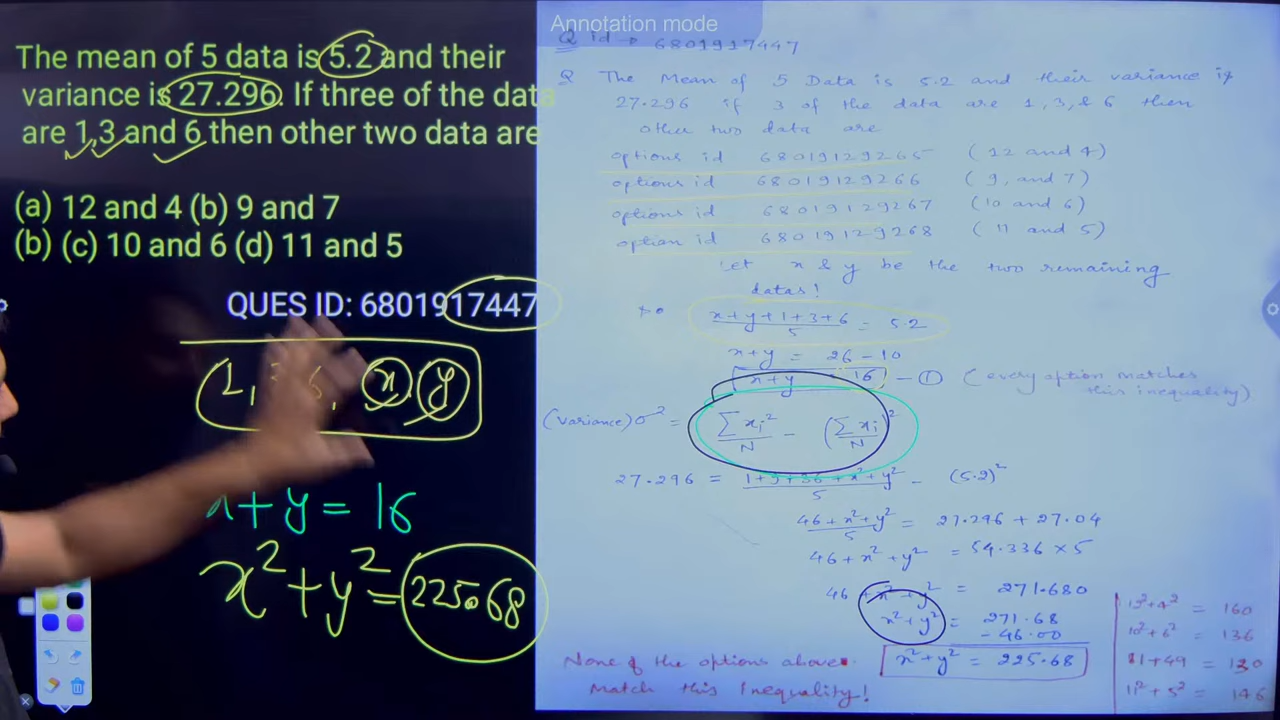 The mean of 5 data is 5.2 and their
variance is 27.296. If three of the data
are 1,3 and 6 then other two data are
(a) 12 and 4 (b) 9 and 7
(b) (c) 10 and 6 (d) 11 and 5
QUES ID: 6801917447
1, 6, x, y
x+y = 16
x²+y² = 225.68
Annotation mode
Q id → 6801917447
Q The Mean of 5 Data is 5.2 and their variance is
27.296 if 3 of the data are 1,3,& 6 then
other two data are
options id 68019129265 (12 and 4)
options id 68019129266 (9, and 7)
options id 68019129267 (10 and 6)
option id 68019129268 (11 and 5)
Let x & y be the two remaining
datas!
x+y+1+3+6/5 = 5.2
x+y = 26-10
x+y = 16 - ① (every option matches
this inequality)
(variance) σ² = Σxi²/N - (Σxi/N)²
27.296 = 1+9+36+x²+y²/5 - (5.2)²
46+x²+y²/5 = 27.296 + 27.04
46+x²+y² = 54.336 × 5
46+x²+y² = 271.680
x²+y² = 271.68
- 46.00
x²+y² = 225.68
None of the options above.
Match this Inequality!
12²+4² = 160
10²+6² = 136
81+49 = 130
11²+5² = 146